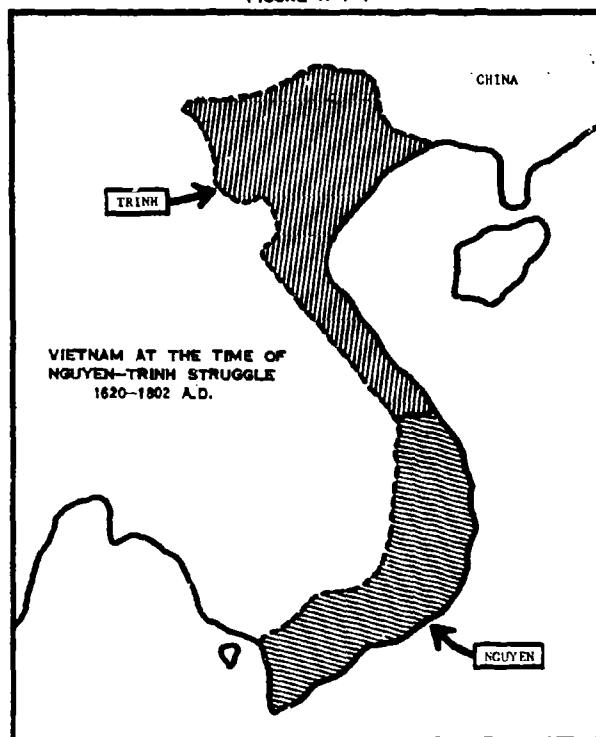 CHINA
TRINH
VIETNAM AT THE TIME OF
NGUYEN-TRINH STRUGGLE
1620-1802 A.D.
NGUYEN